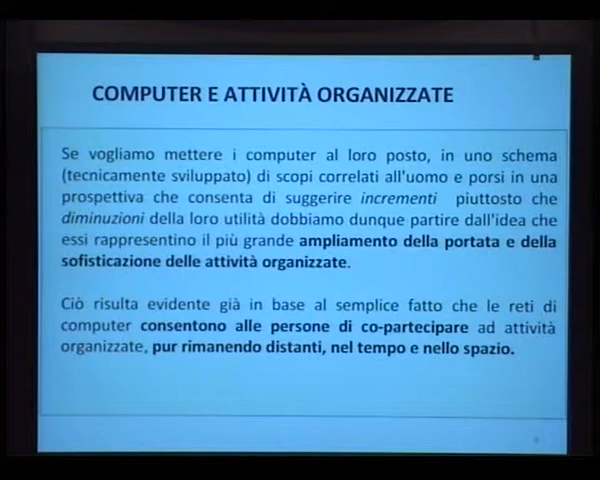 COMPUTER E ATTIVITÀ ORGANIZZATE
Se vogliamo mettere i computer al loro posto, in uno schema
(tecnicamente sviluppato) di scopi correlati all'uomo e porsi in una
prospettiva che consenta di suggerire incrementi piuttosto che
diminuzioni della loro utilità dobbiamo dunque partire dall'idea che
essi rappresentino il più grande ampliamento della portata e della
sofisticazione delle attività organizzate.
Ciò risulta evidente già in base al semplice fatto che le reti di
computer consentono alle persone di co-partecipare ad attività
organizzate, pur rimanendo distanti, nel tempo e nello spazio.